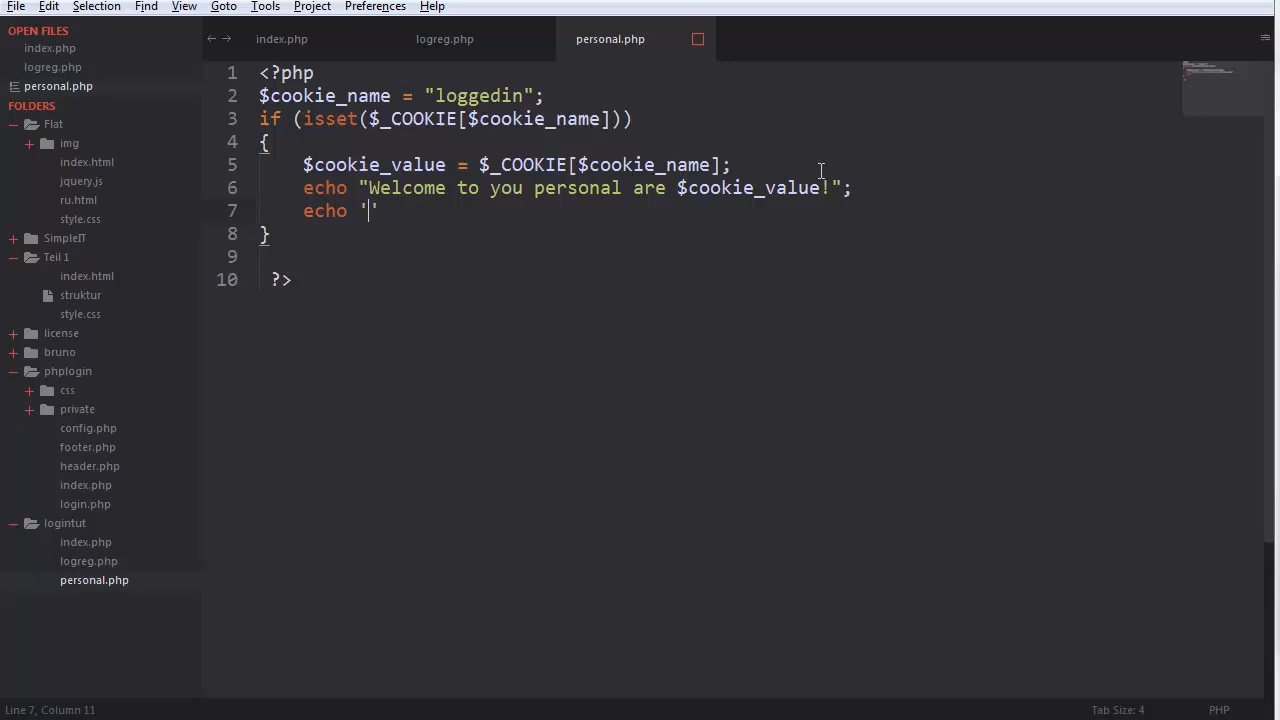 File Edit Selection Find View Goto Tools Project Preferences Help
OPEN FILES
index.php
logreg.php
personal.php
FOLDERS
Flat
img
index.html
jquery.js
ru.html
style.css
SimpleIT
Teil 1
index.html
struktur
style.css
license
bruno
phplogin
css
private
config.php
footer.php
header.php
index.php
login.php
logintut
index.php
logreg.php
personal.php
index.php logreg.php personal.php
1 <?php
2 $cookie_name = "loggedin";
3 if (isset($_COOKIE[$cookie_name]))
4 {
5 $cookie_value = $_COOKIE[$cookie_name];
6 echo "Welcome to you personal are $cookie_value!";
7 echo ''
8 }
9
10 ?>
Line 7, Column 11 Tab Size: 4 PHP